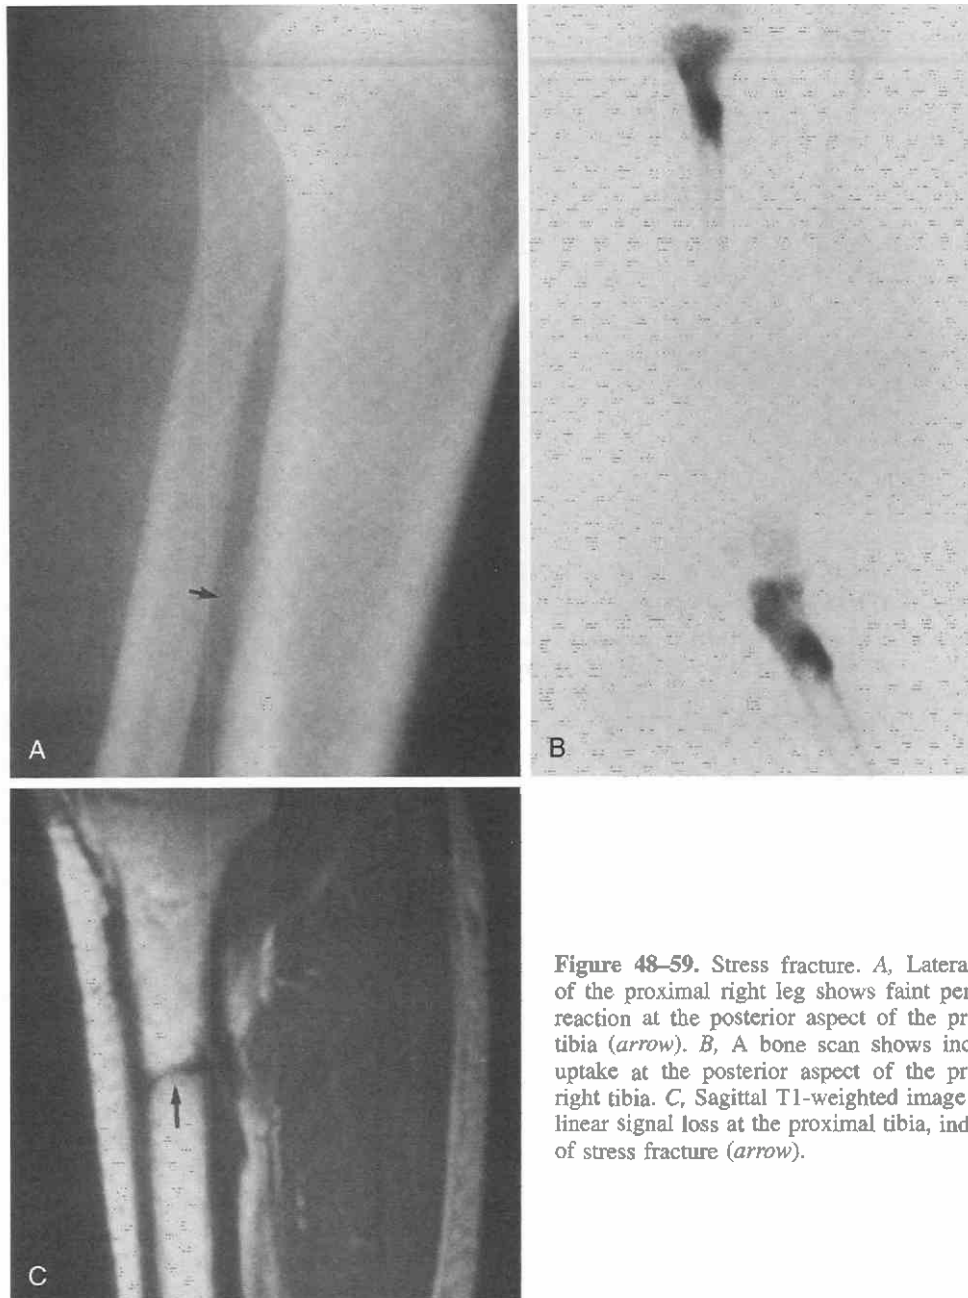 A
B
C
Figure 48–59. Stress fracture. A, Latera
of the proximal right leg shows faint per
reaction at the posterior aspect of the pr
tibia (arrow). B, A bone scan shows inc
uptake at the posterior aspect of the pr
right tibia. C, Sagittal T1-weighted image
linear signal loss at the proximal tibia, ind
of stress fracture (arrow).